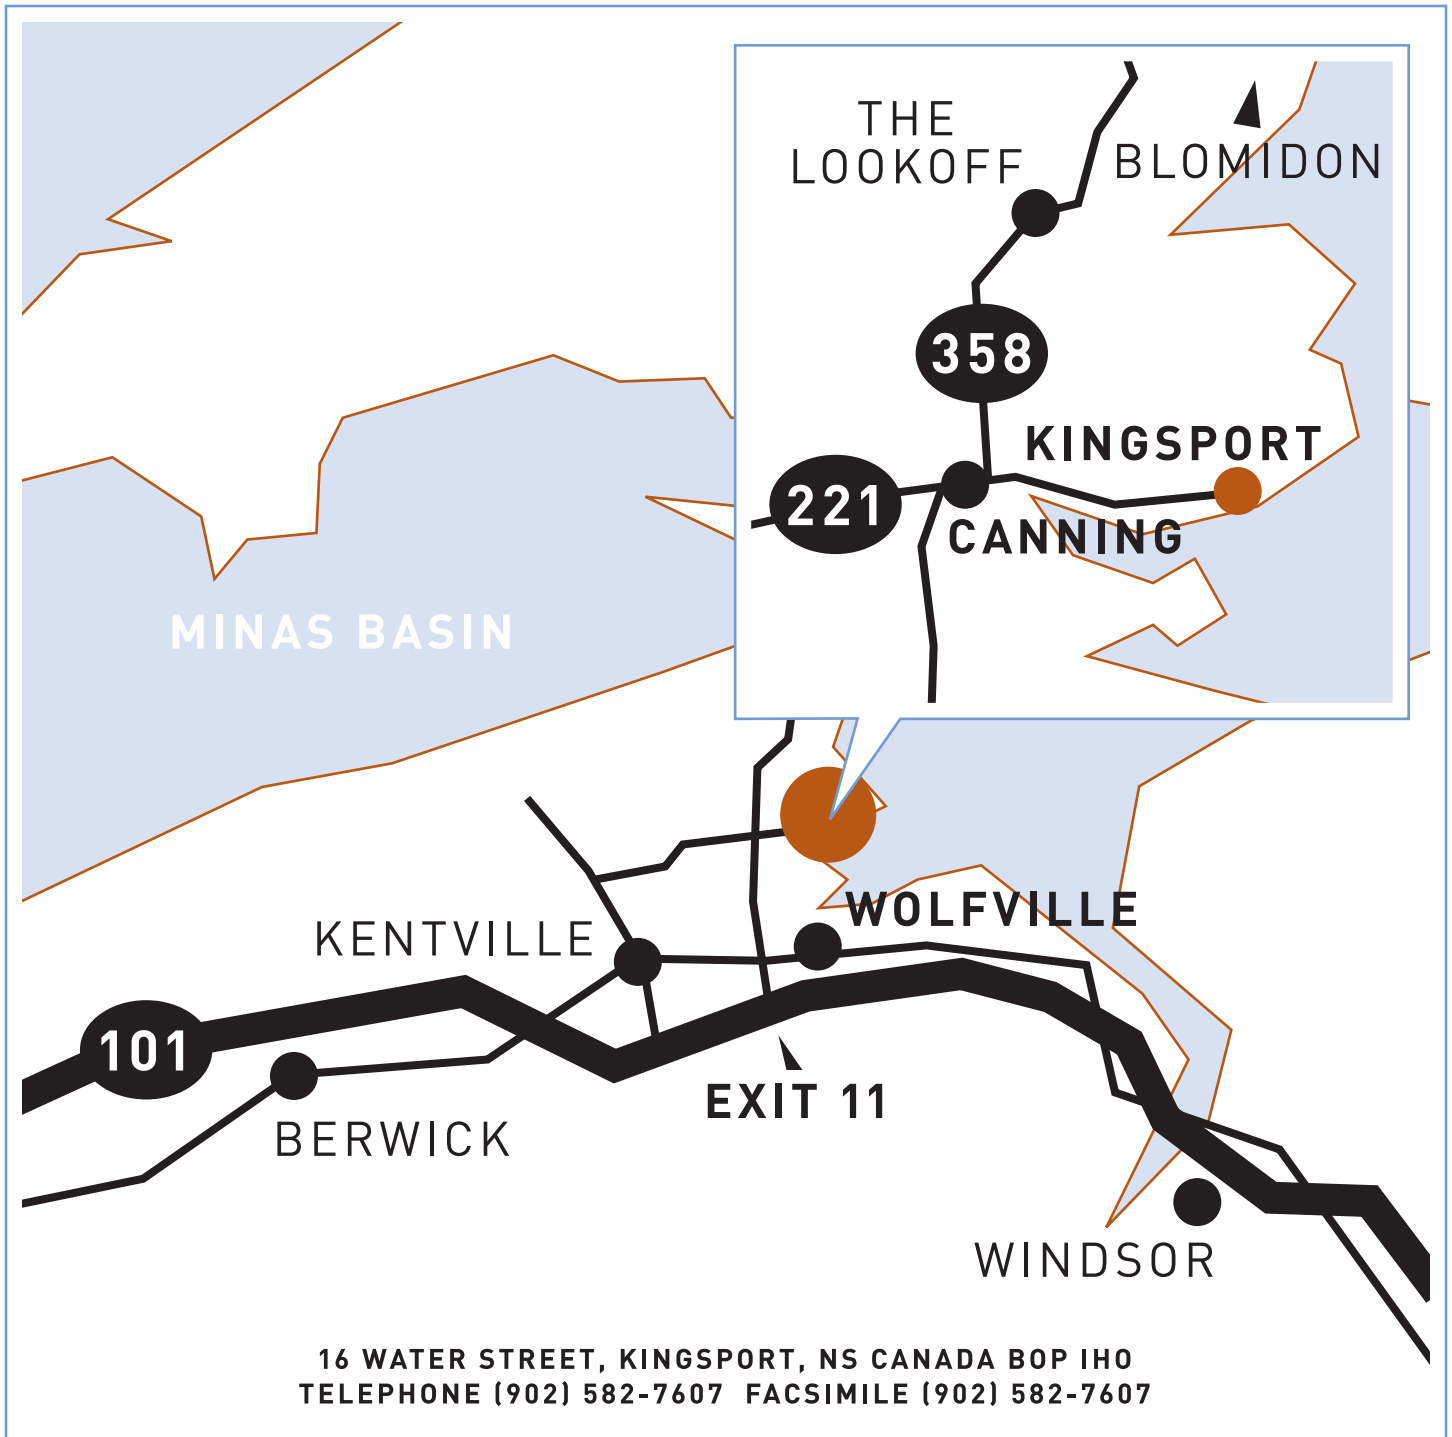 THE
LOOKOFF
BLOMIDON
358
KINGSPORT
221
CANNING
MINAS BASIN
WOLFVILLE
KENTVILLE
101
EXIT 11
BERWICK
WINDSOR
16 WATER STREET, KINGSPORT, NS CANADA BOP IHO
TELEPHONE (902) 582-7607 FACSIMILE (902) 582-7607